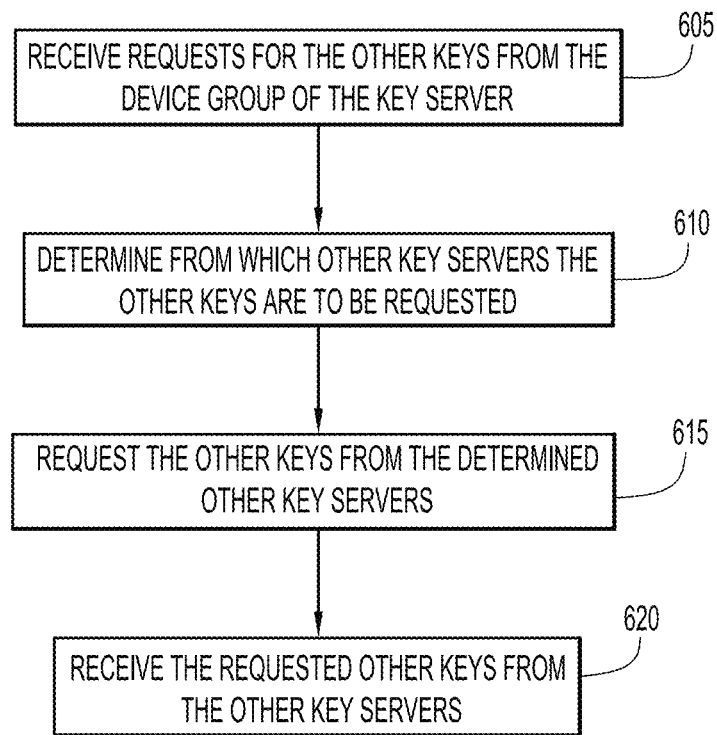 605
RECEIVE REQUESTS FOR THE OTHER KEYS FROM THE
DEVICE GROUP OF THE KEY SERVER
610
DETERMINE FROM WHICH OTHER KEY SERVERS THE
OTHER KEYS ARE TO BE REQUESTED
615
REQUEST THE OTHER KEYS FROM THE DETERMINED
OTHER KEY SERVERS
620
RECEIVE THE REQUESTED OTHER KEYS FROM
THE OTHER KEY SERVERS